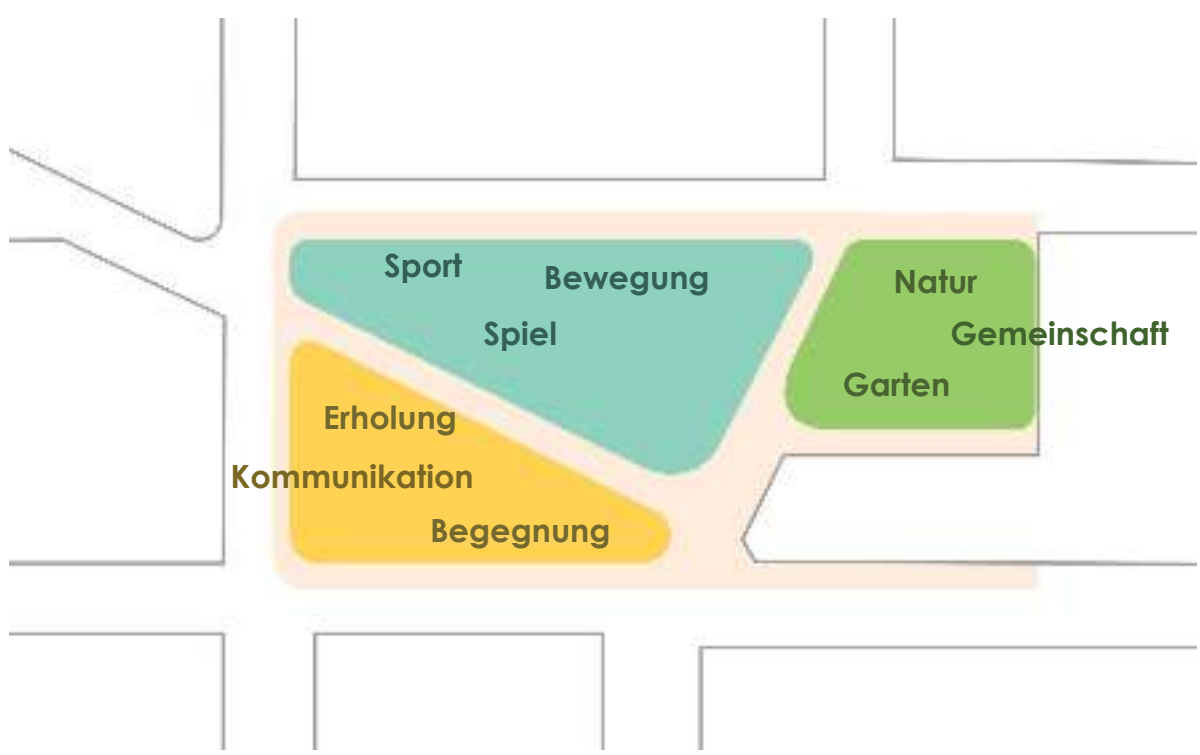 Sport
Bewegung
Spiel
Natur
Gemeinschaft
Garten
Erholung
Kommunikation
Begegnung